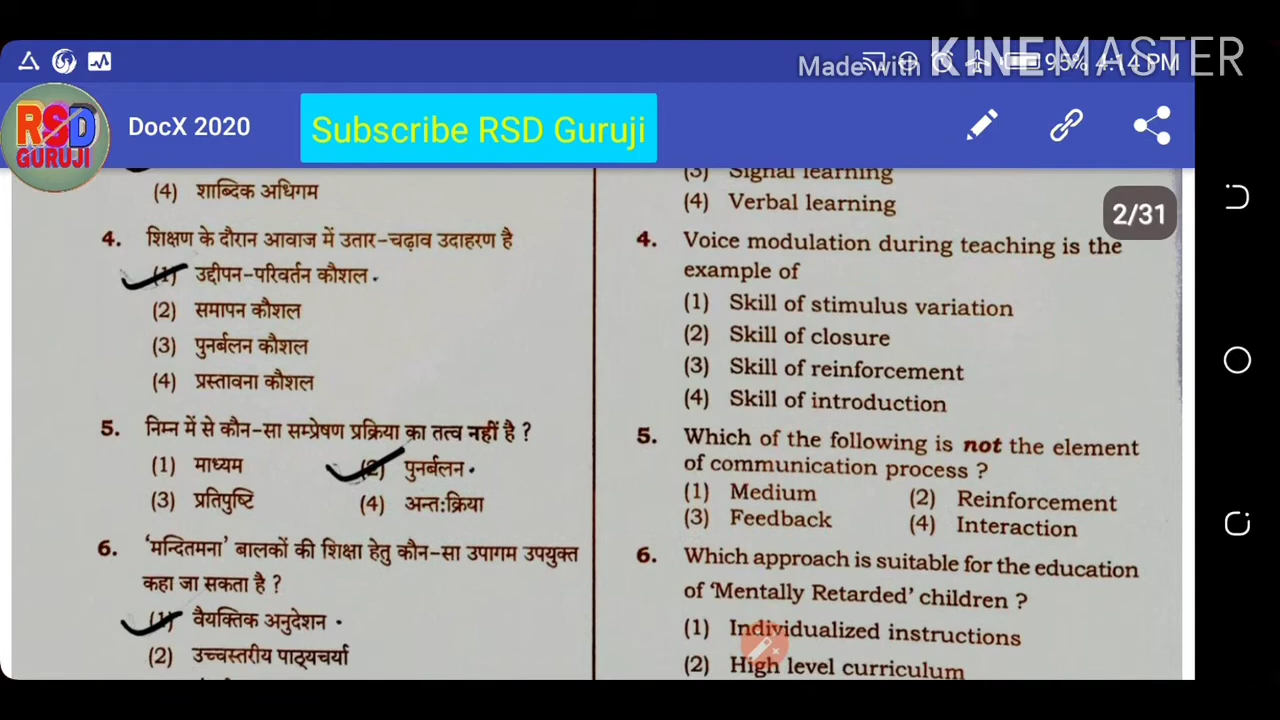 Made with KINEMASTER
95% 4:14 PM
RSD
GURUJI
DocX 2020
Subscribe RSD Guruji
2/31
(4) शाब्दिक अधिगम
4. शिक्षण के दौरान आवाज में उतार-चढ़ाव उदाहरण है
(1) उद्दीपन-परिवर्तन कौशल
(2) समापन कौशल
(3) पुनर्बलन कौशल
(4) प्रस्तावना कौशल
5. निम्न में से कौन-सा सम्प्रेषण प्रक्रिया का तत्व नहीं है ?
(1) माध्यम (2) पुनर्बलन
(3) प्रतिपुष्टि (4) अन्तःक्रिया
6. 'मन्दितमना' बालकों की शिक्षा हेतु कौन-सा उपागम उपयुक्त
कहा जा सकता है ?
(1) वैयक्तिक अनुदेशन
(2) उच्चस्तरीय पाठ्यचर्या
(3) Signal learning
(4) Verbal learning
4. Voice modulation during teaching is the
example of
(1) Skill of stimulus variation
(2) Skill of closure
(3) Skill of reinforcement
(4) Skill of introduction
5. Which of the following is not the element
of communication process ?
(1) Medium (2) Reinforcement
(3) Feedback (4) Interaction
6. Which approach is suitable for the education
of 'Mentally Retarded' children ?
(1) Individualized instructions
(2) High level curriculum